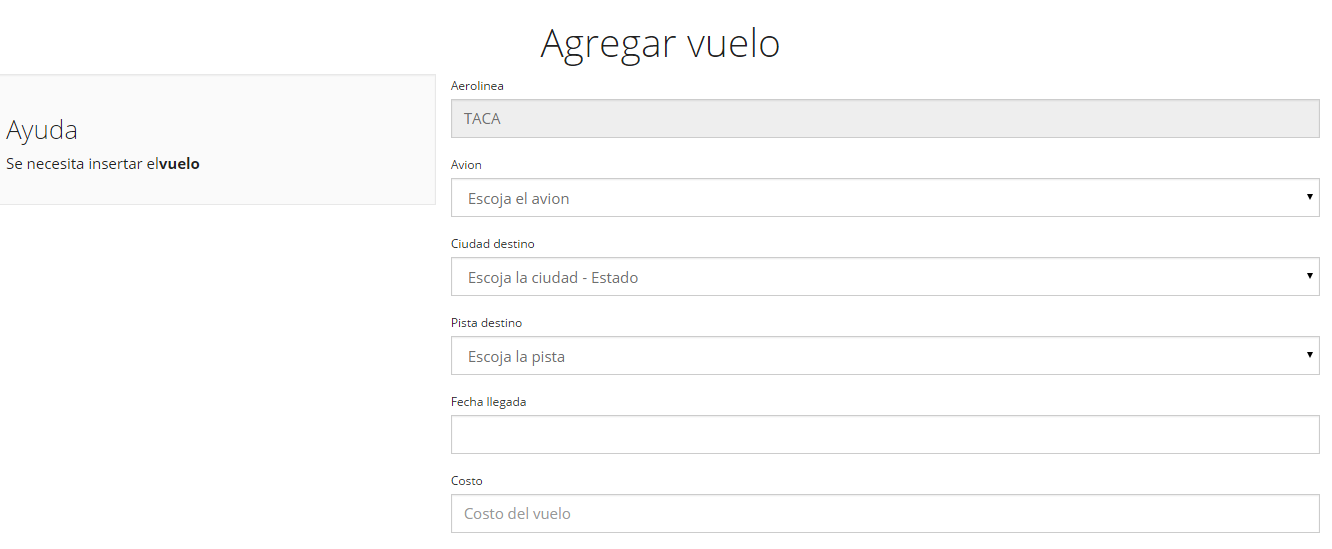 Agregar vuelo
Ayuda
Se necesita insertar elvuelo
Aerolinea
TACA
Avion
Escoja el avion
Ciudad destino
Escoja la ciudad - Estado
Pista destino
Escoja la pista
Fecha llegada
Costo
Costo del vuelo